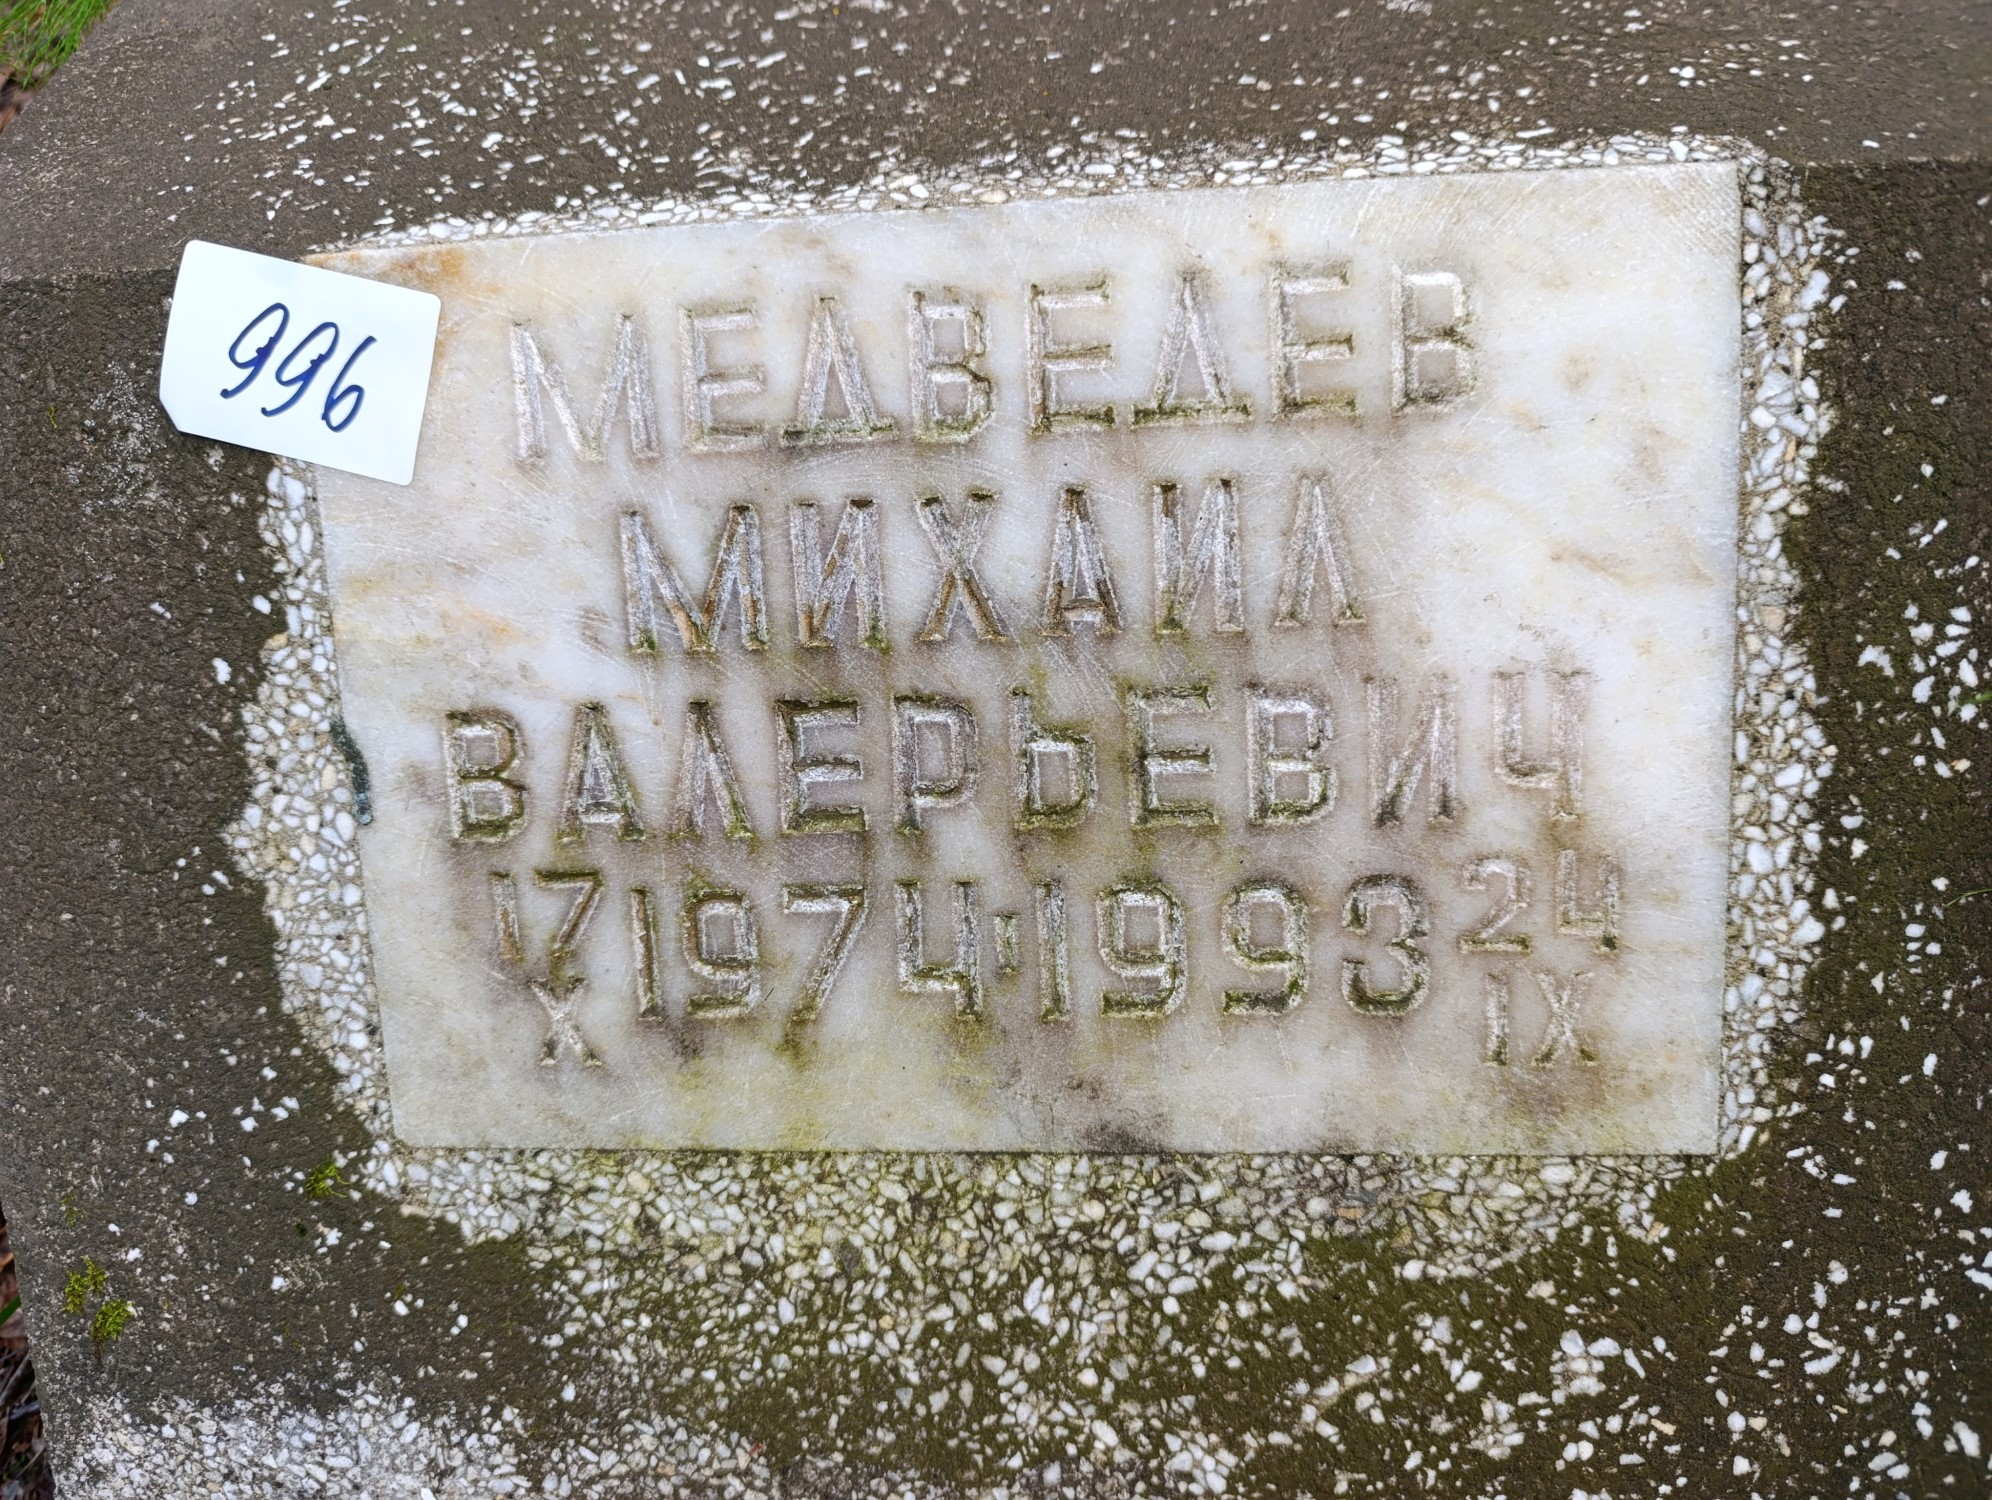 996
МЕДВЕДЕВ
МИХАИЛ
ВАЛЕРЬЕВИЧ
17/X 1974-1993 24/IX